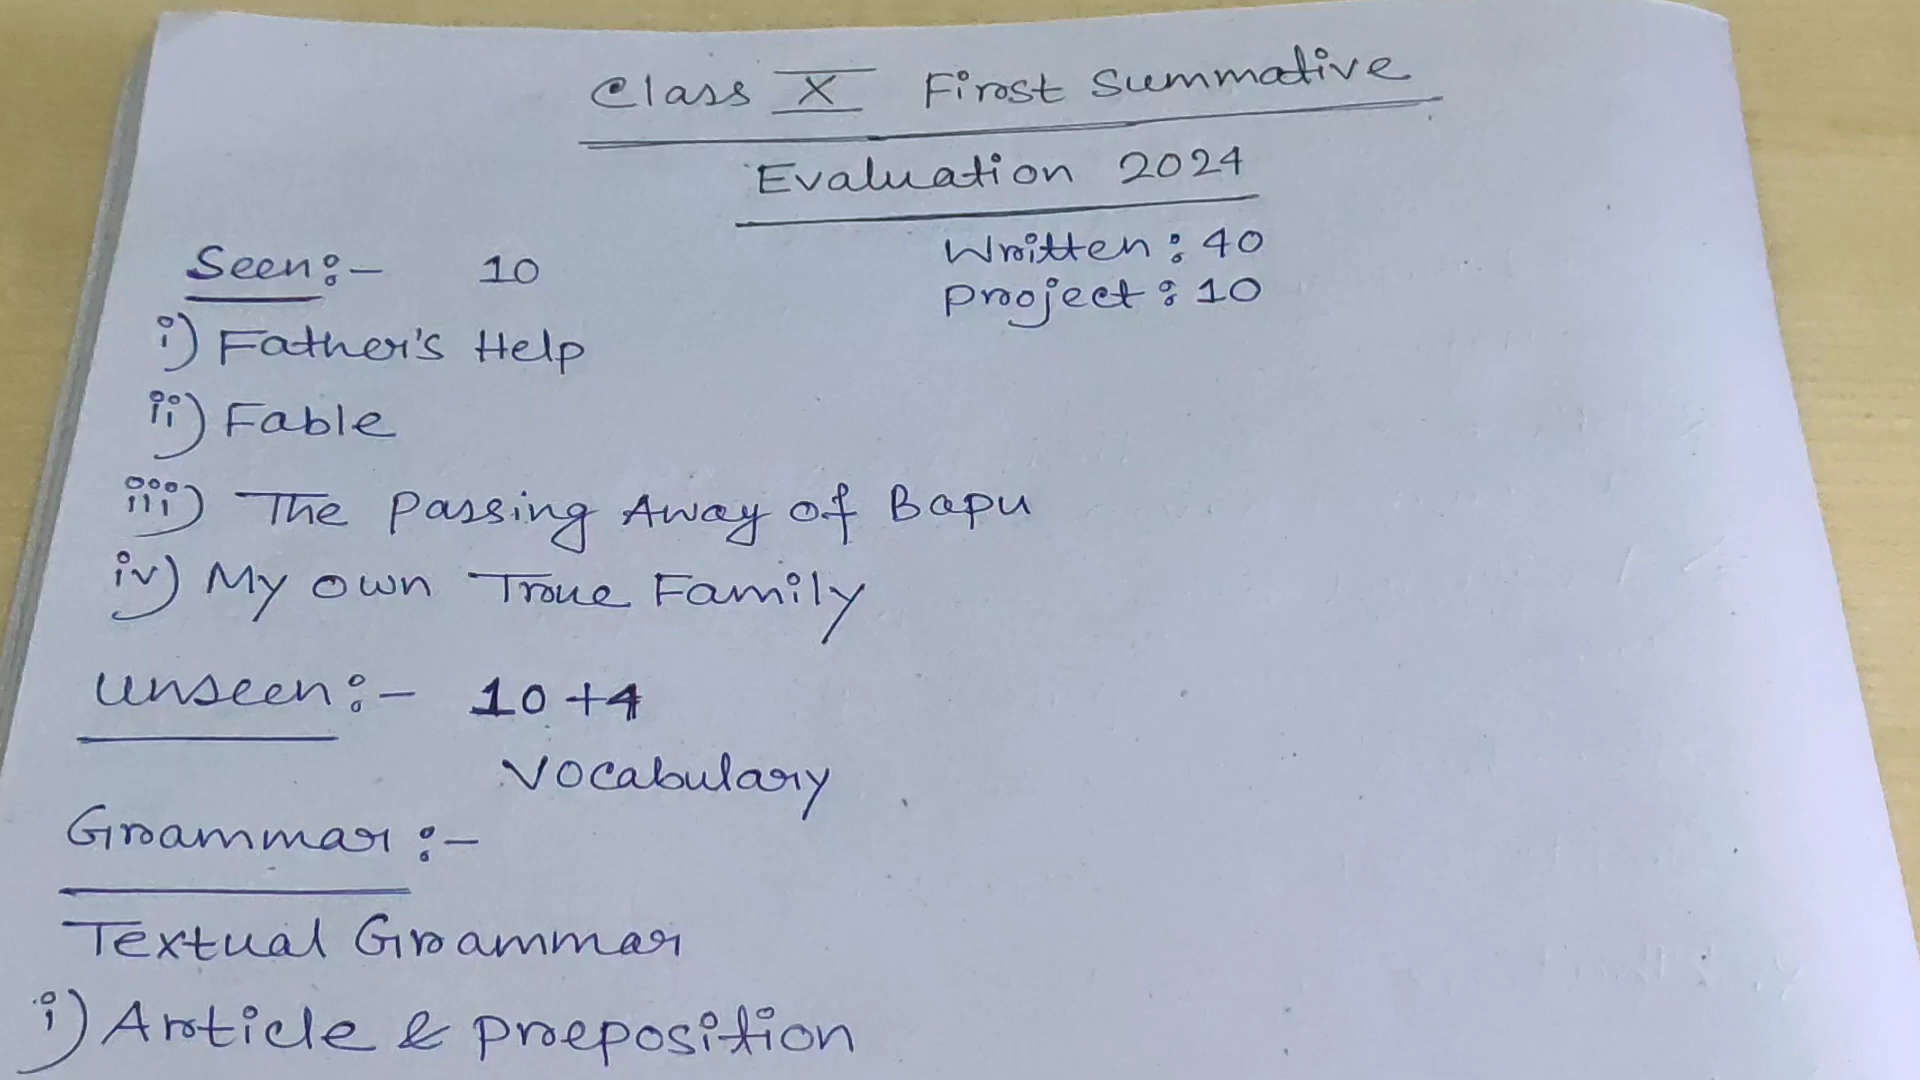 Class X First Summative
Evaluation 2024
Written : 40
Project : 10
Seen :- 10
i) Father's Help
ii) Fable
iii) The Passing Away of Bapu
iv) My own True Family
Unseen :- 10 + 4
Vocabulary
Grammar :-
Textual Grammar
i) Article & Preposition